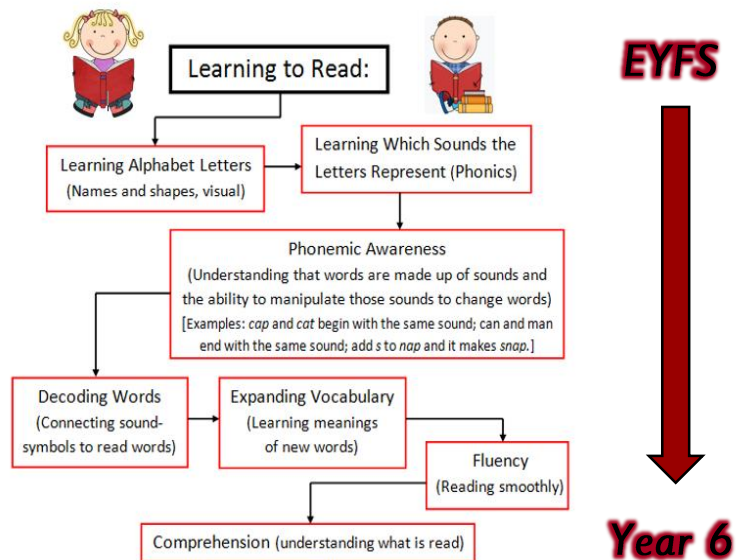 Learning to Read:
EYFS
Learning Alphabet Letters
(Names and shapes, visual)
Learning Which Sounds the
Letters Represent (Phonics)
Phonemic Awareness
(Understanding that words are made up of sounds and
the ability to manipulate those sounds to change words)
[Examples: cap and cat begin with the same sound; can and man
end with the same sound; add s to nap and it makes snap.]
Decoding Words
(Connecting sound-
symbols to read words)
Expanding Vocabulary
(Learning meanings
of new words)
Fluency
(Reading smoothly)
Comprehension (understanding what is read)
Year 6